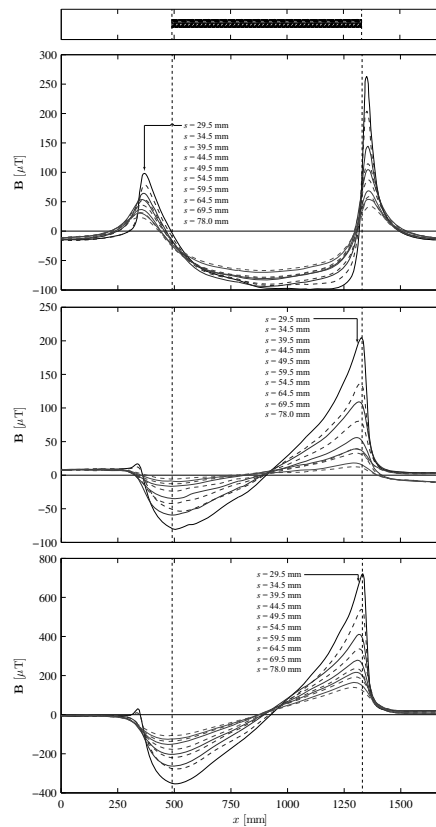 300
250
200
150
100
50
0
−50
−100
B [μT]
s = 29.5 mm
s = 34.5 mm
s = 39.5 mm
s = 44.5 mm
s = 49.5 mm
s = 54.5 mm
s = 59.5 mm
s = 64.5 mm
s = 69.5 mm
s = 78.0 mm
250
200
150
100
50
0
−50
−100
B [μT]
s = 29.5 mm
s = 34.5 mm
s = 39.5 mm
s = 44.5 mm
s = 49.5 mm
s = 59.5 mm
s = 54.5 mm
s = 64.5 mm
s = 69.5 mm
s = 78.0 mm
800
600
400
200
0
−200
−400
B [μT]
s = 29.5 mm
s = 34.5 mm
s = 39.5 mm
s = 44.5 mm
s = 49.5 mm
s = 54.5 mm
s = 59.5 mm
s = 64.5 mm
s = 69.5 mm
s = 78.0 mm
0 250 500 750 1000 1250 1500
x [mm]